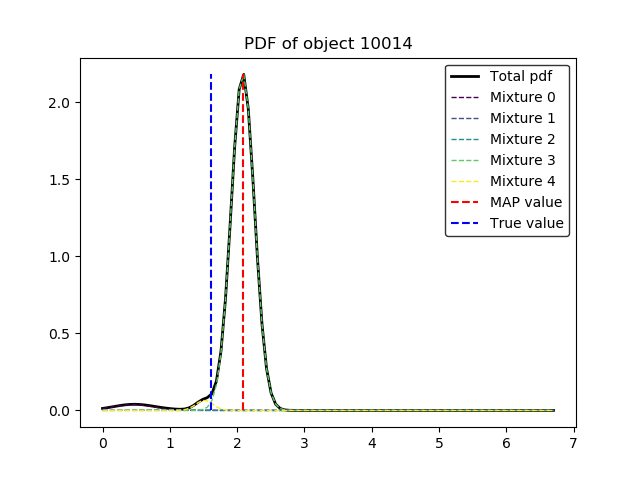 PDF of object 10014
Total pdf
Mixture 0
Mixture 1
Mixture 2
Mixture 3
Mixture 4
MAP value
True value
2.0
1.5
1.0
0.5
0.0
0 1 2 3 4 5 6 7